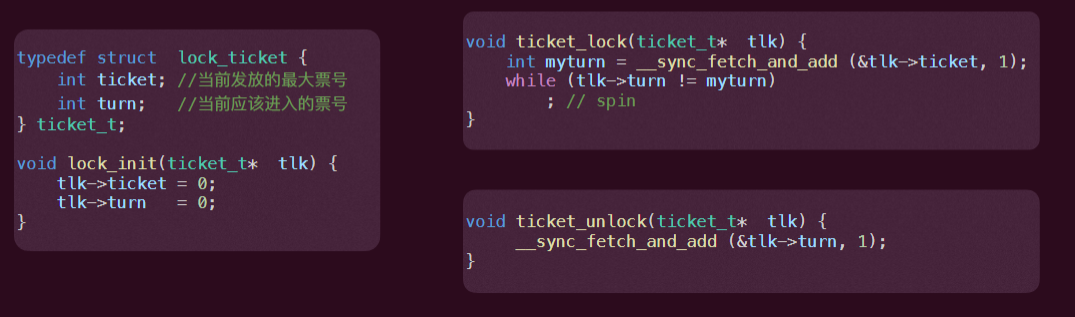 typedef struct  lock_ticket {
    int ticket; //当前发放的最大票号
    int turn;   //当前应该进入的票号
} ticket_t;

void lock_init(ticket_t*  tlk) {
    tlk->ticket = 0;
    tlk->turn   = 0;
}

void ticket_lock(ticket_t*  tlk) {
    int myturn = __sync_fetch_and_add (&tlk->ticket, 1);
    while (tlk->turn != myturn)
        ; // spin
}

void ticket_unlock(ticket_t*  tlk) {
     __sync_fetch_and_add (&tlk->turn, 1);
}